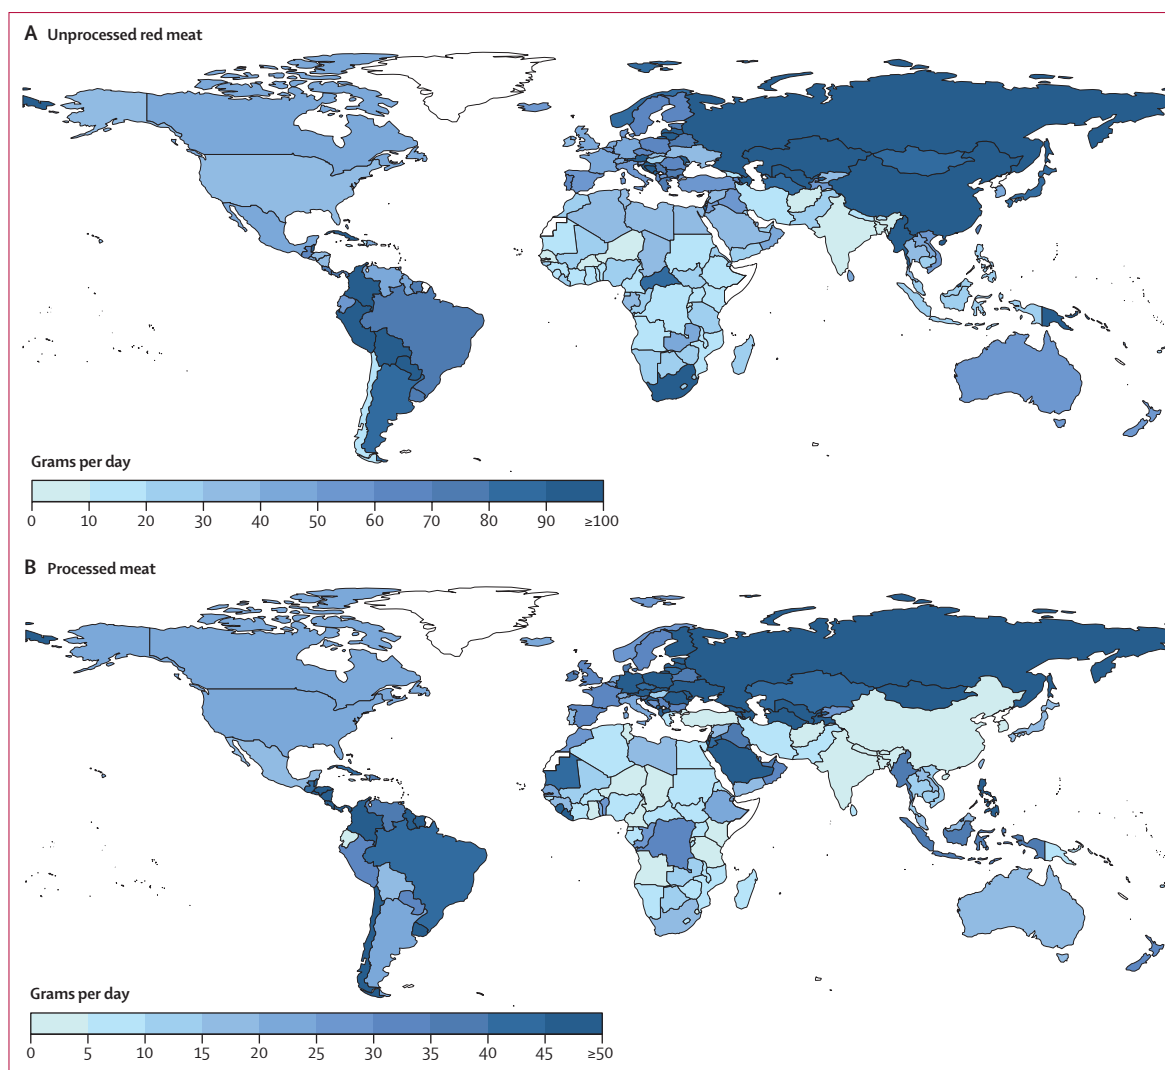 A Unprocessed red meat
Grams per day
0 10 20 30 40 50 60 70 80 90 ≥100
B Processed meat
Grams per day
0 5 10 15 20 25 30 35 40 45 ≥50